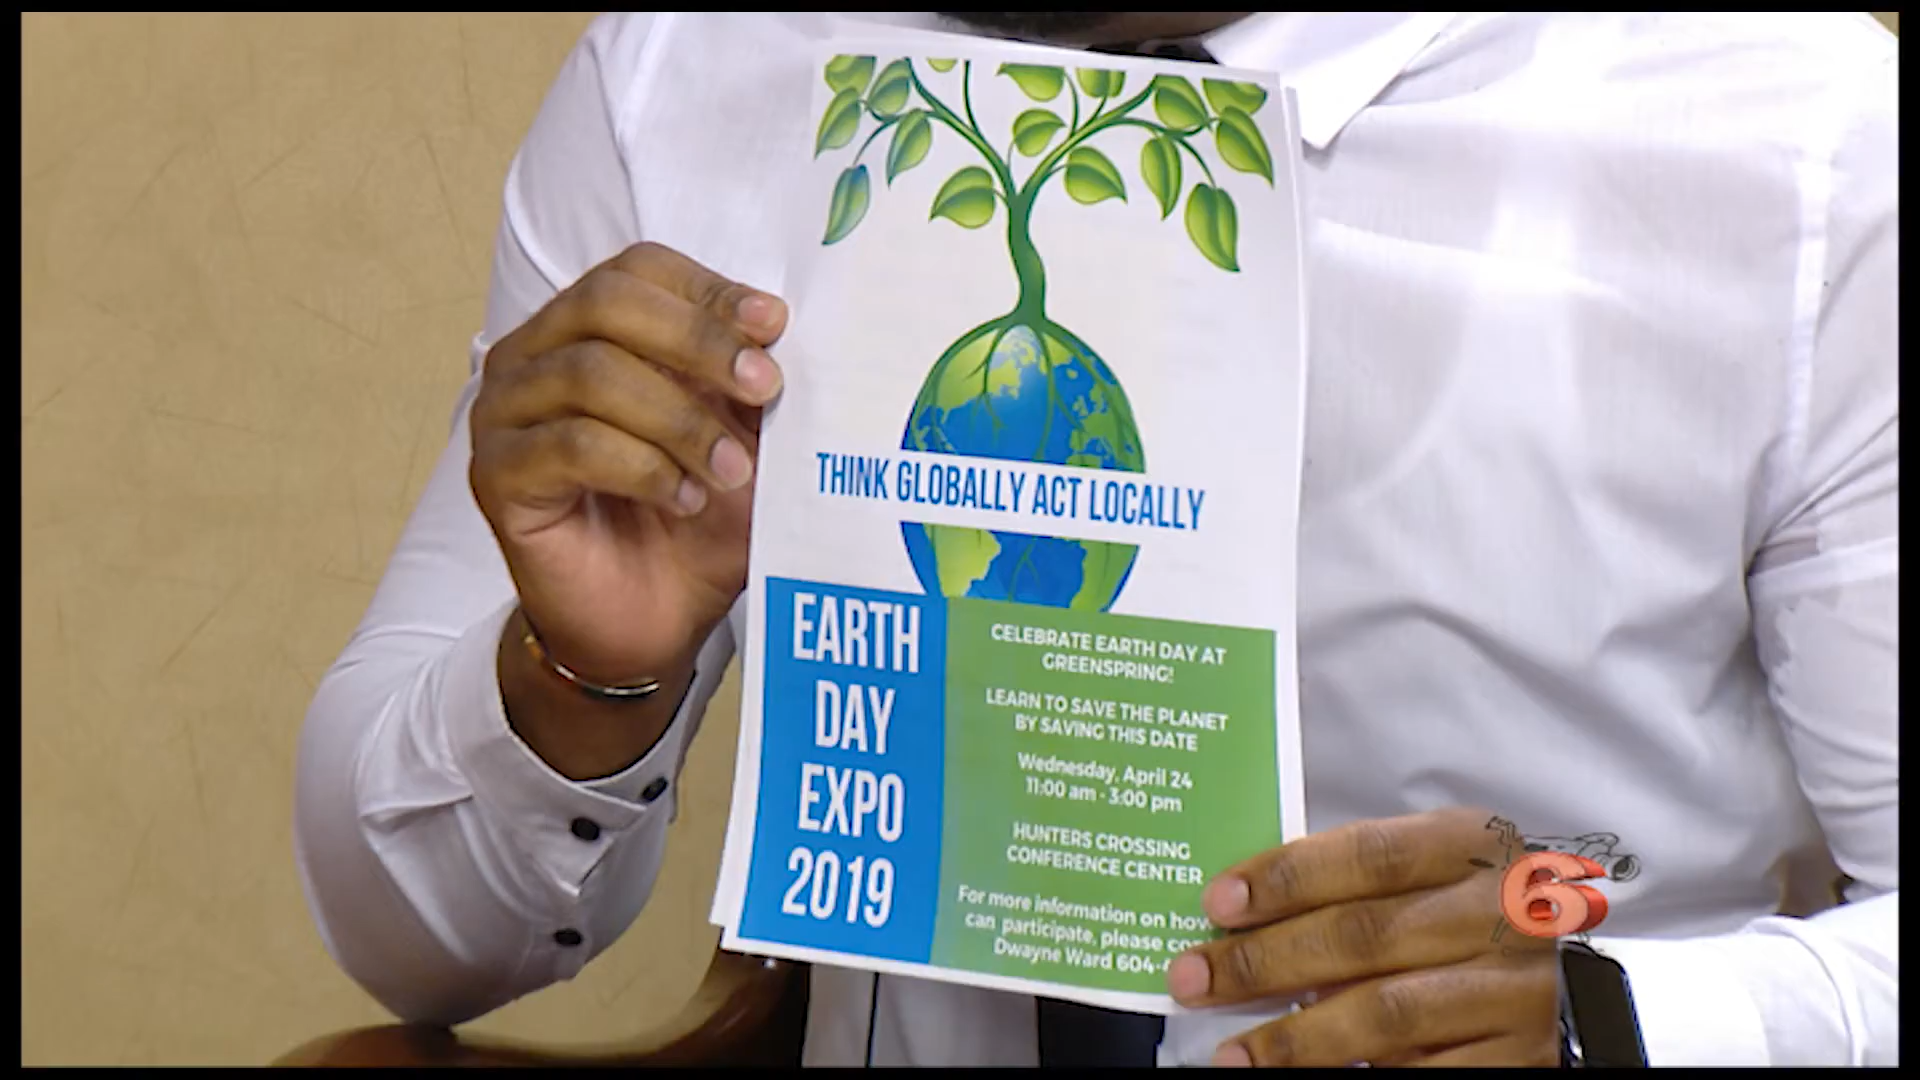 THINK GLOBALLY ACT LOCALLY
EARTH
DAY
EXPO
2019
CELEBRATE EARTH DAY AT
GREENSPRING!
LEARN TO SAVE THE PLANET
BY SAVING THIS DATE
Wednesday, April 24
11:00 am - 3:00 pm
HUNTERS CROSSING
CONFERENCE CENTER
For more information on
can participate, please
Dwayne Ward 604-
6